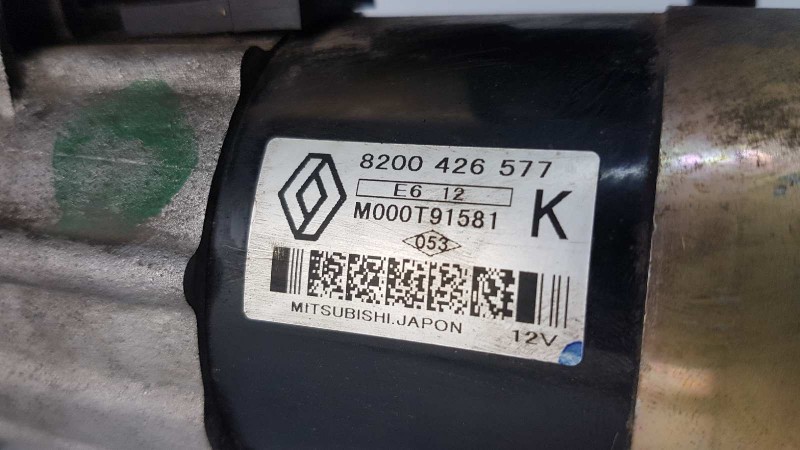 8200 426 577
E6 12
M000T91581
K
053
MITSUBISHI.JAPON
12V